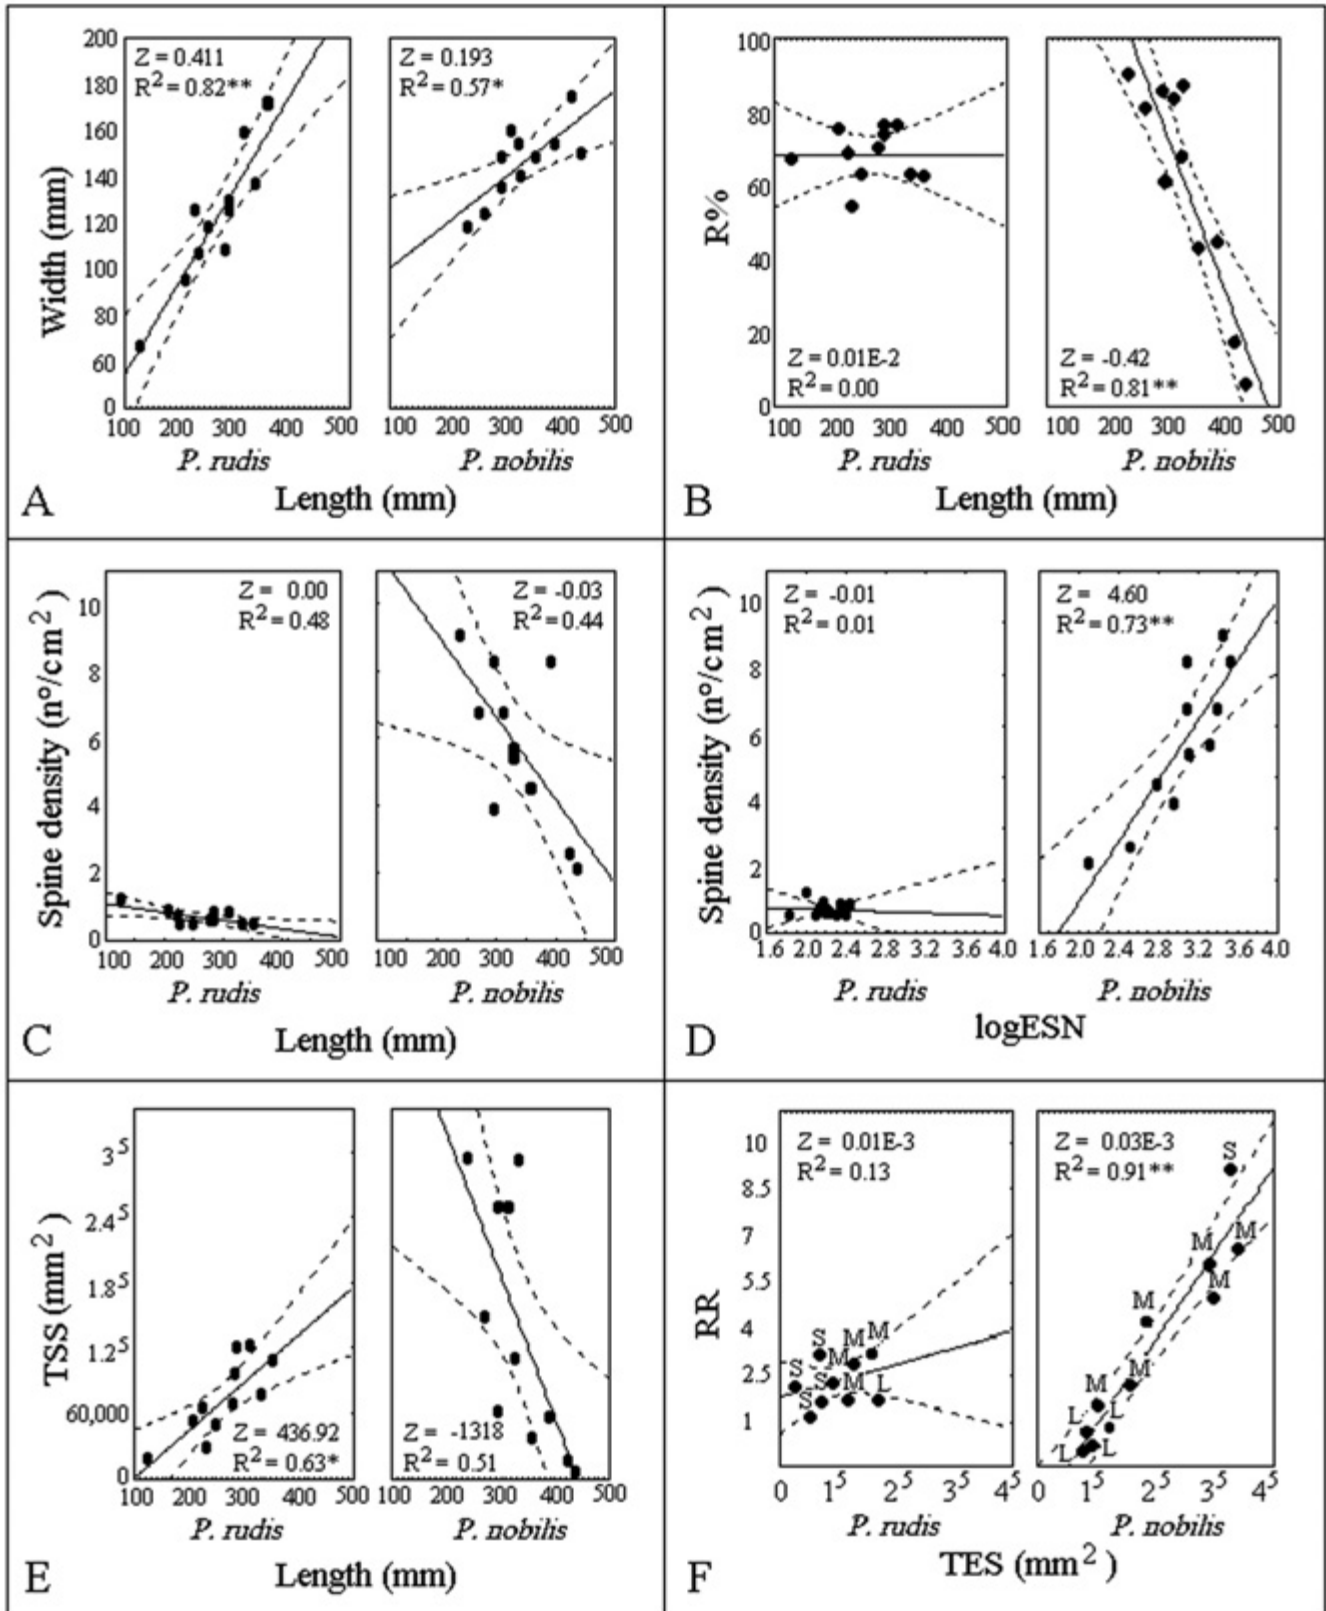 200
180
160
140
120
100
80
60
0
Width (mm)
Z = 0.411
R² = 0.82**
Z = 0.193
R² = 0.57*
100 200 300 400 500
100 200 300 400 500
P. rudis
P. nobilis
A
Length (mm)
100
80
60
40
20
0
R%
Z = 0.01E-2
R² = 0.00
Z = -0.42
R² = 0.81**
100 200 300 400 500
100 200 300 400 500
P. rudis
P. nobilis
B
Length (mm)
10
8
6
4
2
0
Spine density (nº/cm²)
Z = 0.00
R² = 0.48
Z = -0.03
R² = 0.44
100 200 300 400 500
100 200 300 400 500
P. rudis
P. nobilis
C
Length (mm)
10
8
6
4
2
0
Spine density (nº/cm²)
Z = -0.01
R² = 0.01
Z = 4.60
R² = 0.73**
1.6 2.0 2.4 2.8 3.2 3.6 4.0
1.6 2.0 2.4 2.8 3.2 3.6 4.0
P. rudis
P. nobilis
D
logESN
3⁵
2.4⁵
1.8⁵
1.2⁵
60,000
0
TSS (mm²)
Z = 436.92
R² = 0.63*
Z = -1318
R² = 0.51
100 200 300 400 500
100 200 300 400 500
P. rudis
P. nobilis
E
Length (mm)
10
8.5
7
5.5
4
2.5
1
RR
Z = 0.01E-3
R² = 0.13
S M M
S M
S M L
S
Z = 0.03E-3
R² = 0.91**
S
M M
M
M
M
M
L L
L L
0 1⁵ 2⁵ 3⁵ 4⁵
0 1⁵ 2⁵ 3⁵ 4⁵
P. rudis
P. nobilis
F
TES (mm²)